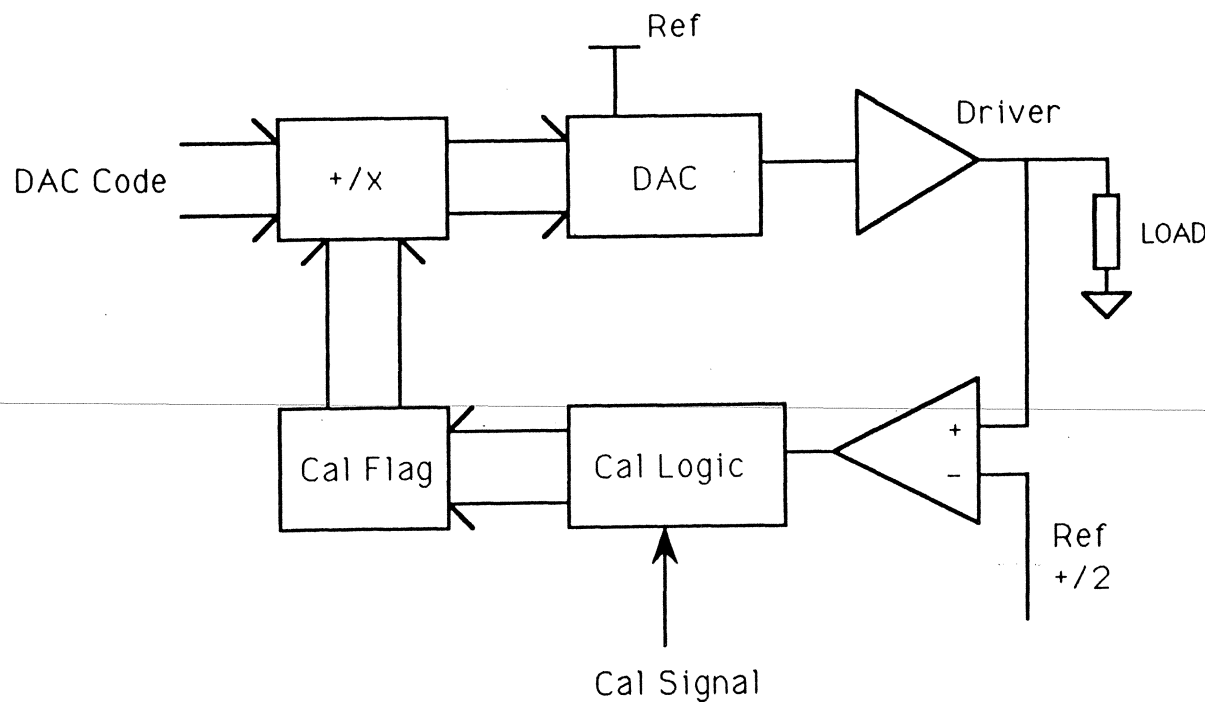 Ref
Driver
DAC Code
+/x
DAC
LOAD
+
Cal Flag
Cal Logic
−
Ref
+/2
Cal Signal